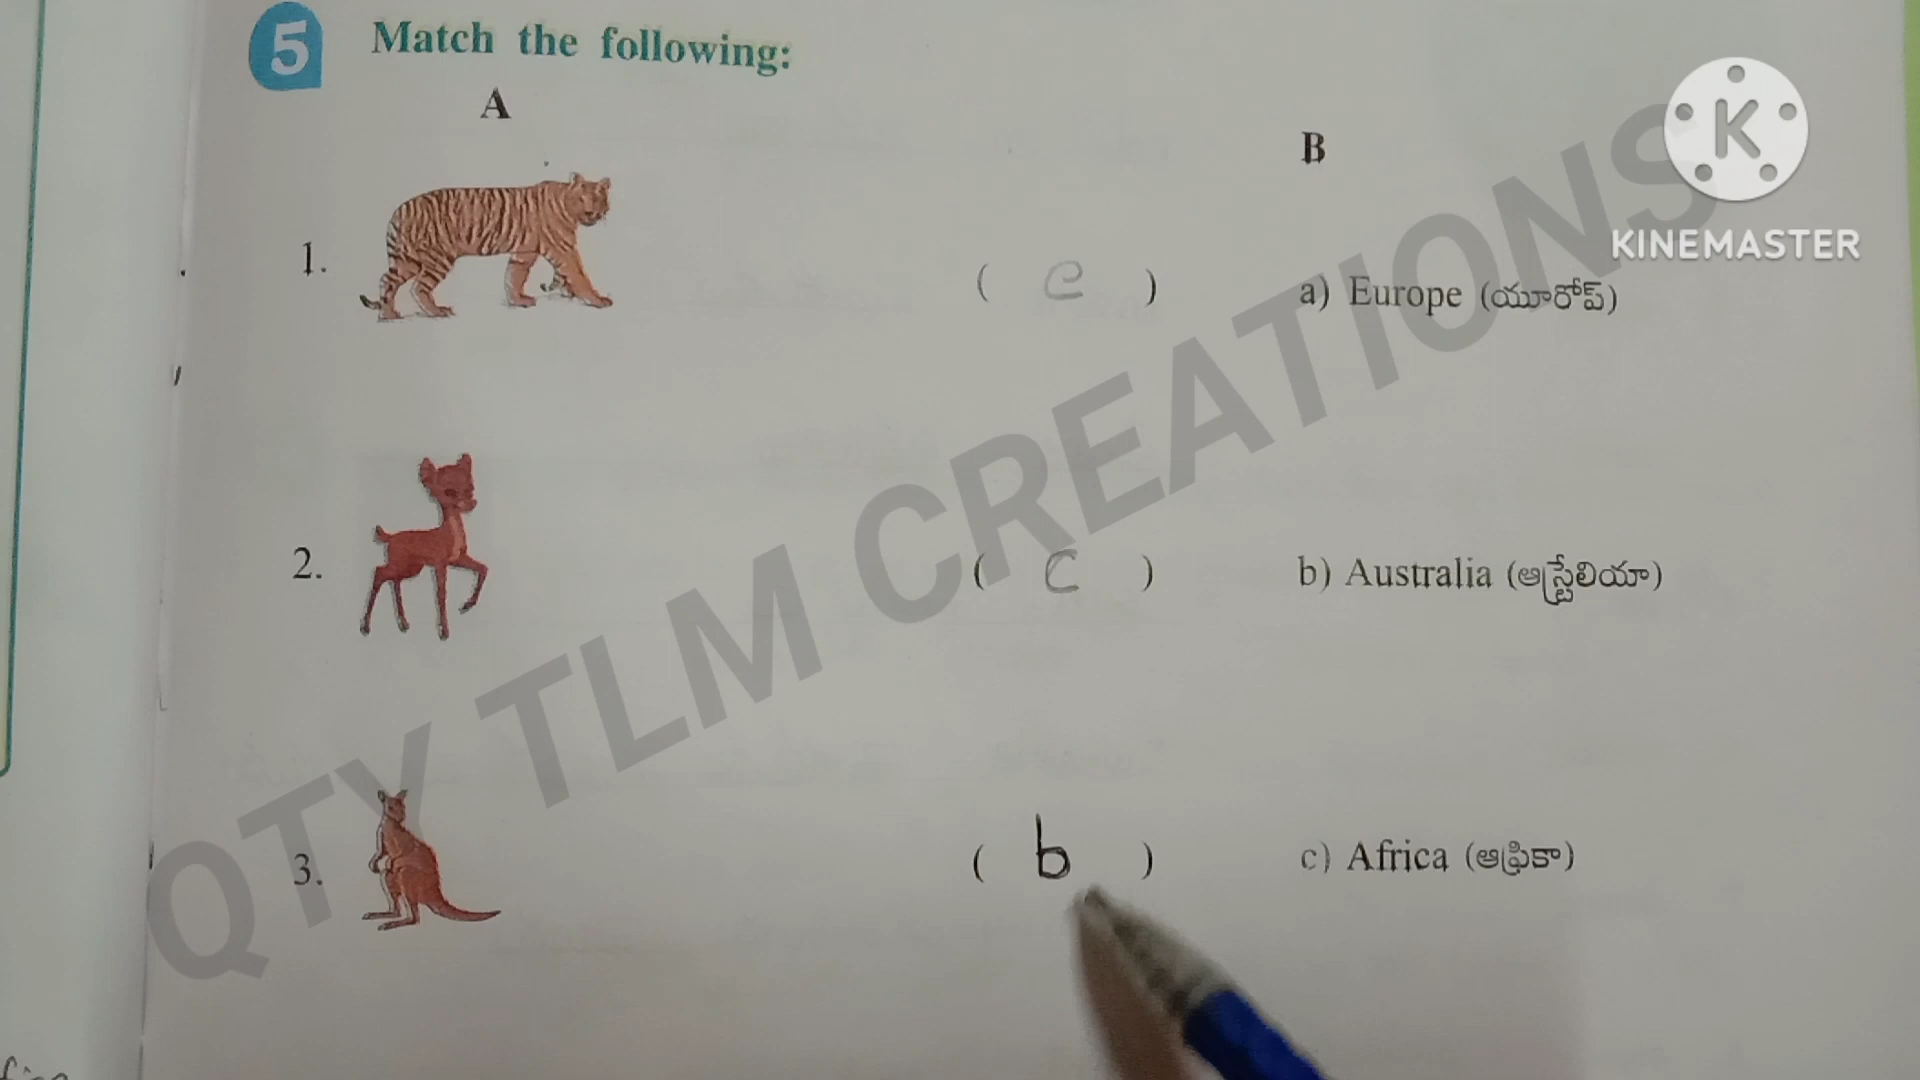 5 Match the following:
A
B
KINEMASTER
1. ( e ) a) Europe (యూరోప్)
2. ( c ) b) Australia (ఆస్ట్రేలియా)
3. ( b ) c) Africa (ఆఫ్రికా)
QTY TLM CREATIONS